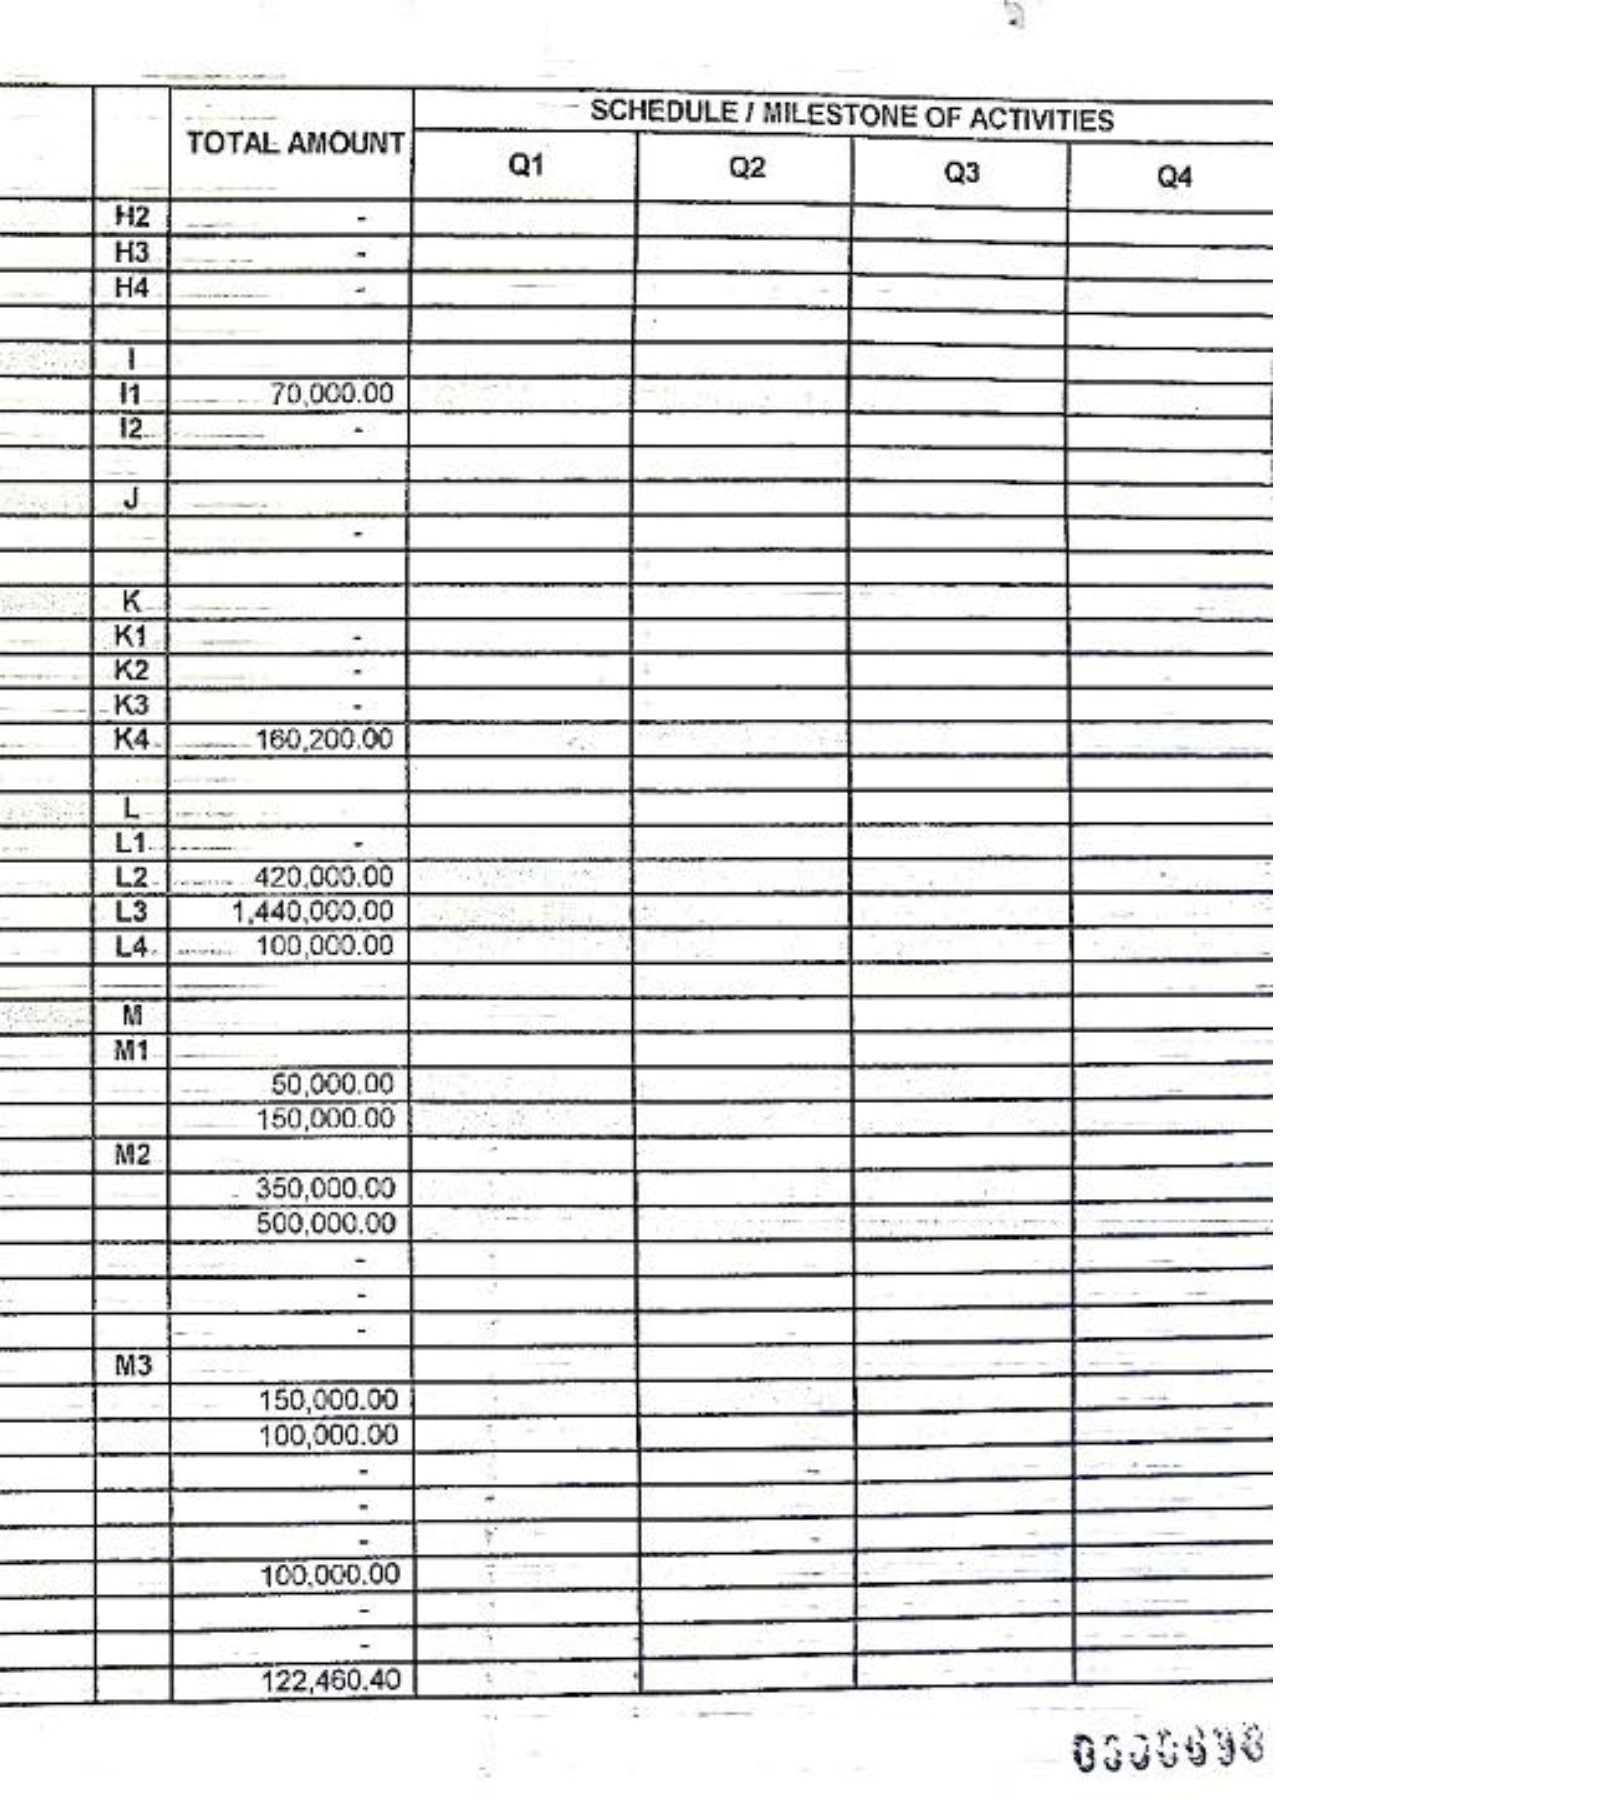 TOTAL AMOUNT SCHEDULE / MILESTONE OF ACTIVITIES
Q1 Q2 Q3 Q4
H2 -
H3 -
H4 -
I
I1 70,000.00
I2 -
J
-
K
K1 -
K2 -
K3 -
K4 160,200.00
L
L1 -
L2 420,000.00
L3 1,440,000.00
L4 100,000.00
M
M1
50,000.00
150,000.00
M2
350,000.00
500,000.00
-
-
-
M3
150,000.00
100,000.00
-
-
-
100,000.00
-
-
122,460.40